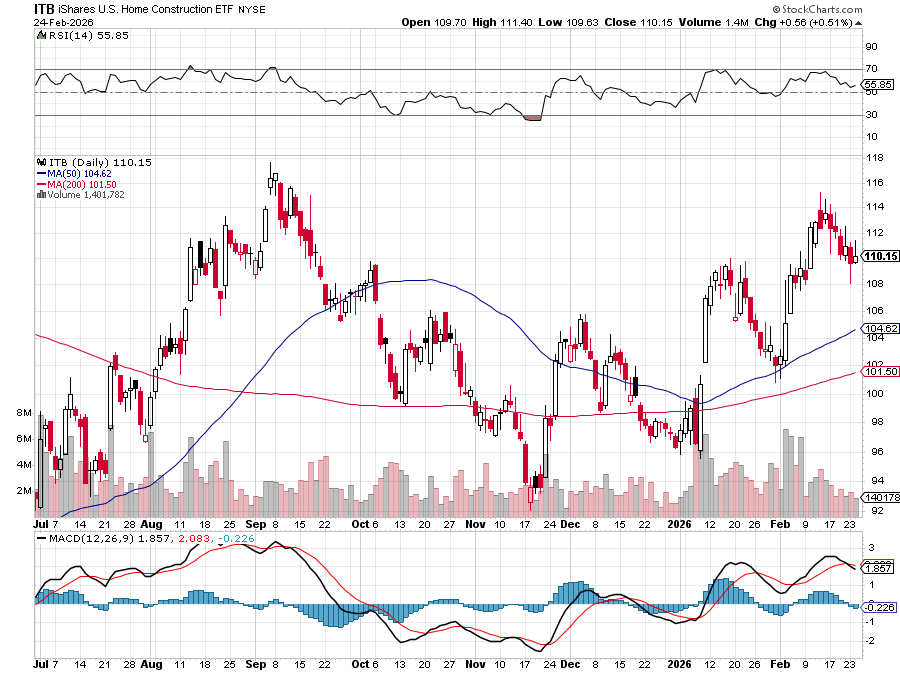 ITB iShares U.S. Home Construction ETF NYSE © StockCharts.com
24-Feb-2026 Open 109.70 High 111.40 Low 109.63 Close 110.15 Volume 1.4M Chg +0.56 (+0.51%)
RSI(14) 55.85
90
70
55.85
50
30
10
ITB (Daily) 110.15
MA(50) 104.62
MA(200) 101.50
Volume 1,401,782
118
116
114
112
110.15
108
106
104.62
104
102
101.50
100
98
96
94
92
8M
6M
4M
2M
140178
Jul 7 14 21 28 Aug 11 18 25 Sep 8 15 22 Oct 6 13 20 27 Nov 10 17 24 Dec 8 15 22 2026 12 20 26 Feb 9 17 23
MACD(12,26,9) 1.857, 2.083, -0.226
3
1.857
1
-0.226
-1
-2
Jul 7 14 21 28 Aug 11 18 25 Sep 8 15 22 Oct 6 13 20 27 Nov 10 17 24 Dec 8 15 22 2026 12 20 26 Feb 9 17 23